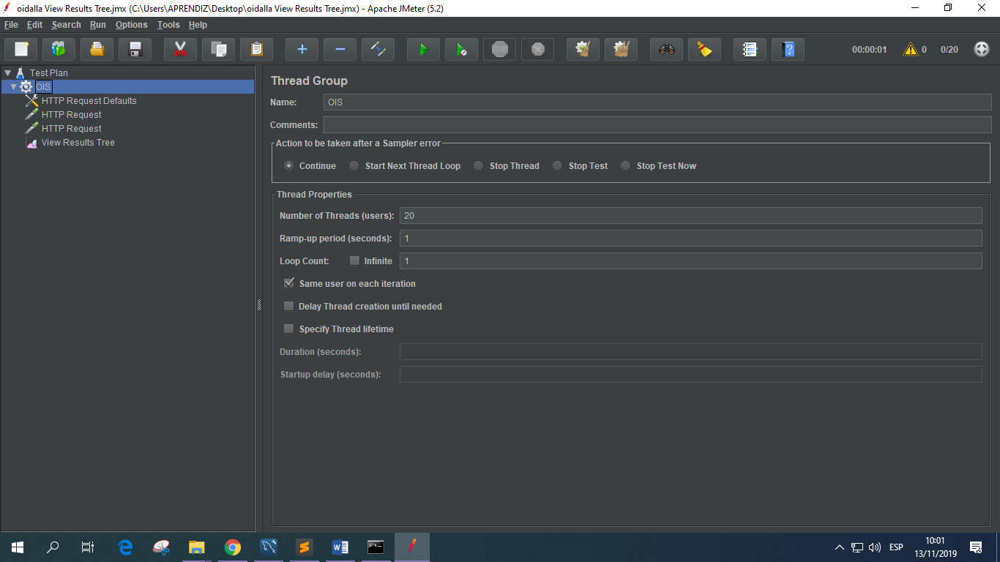 oidalla View Results Tree.jmx (C:\Users\APRENDIZ\Desktop\oidalla View Results Tree.jmx) - Apache JMeter (5.2)
File Edit Search Run Options Tools Help
STOP 00:00:01 0 0/20
Test Plan
OIS
HTTP Request Defaults
HTTP Request
HTTP Request
View Results Tree
Thread Group
Name: OIS
Comments:
Action to be taken after a Sampler error
Continue Start Next Thread Loop Stop Thread Stop Test Stop Test Now
Thread Properties
Number of Threads (users): 20
Ramp-up period (seconds): 1
Loop Count: Infinite 1
Same user on each iteration
Delay Thread creation until needed
Specify Thread lifetime
Duration (seconds):
Startup delay (seconds):
ESP
10:01
13/11/2019